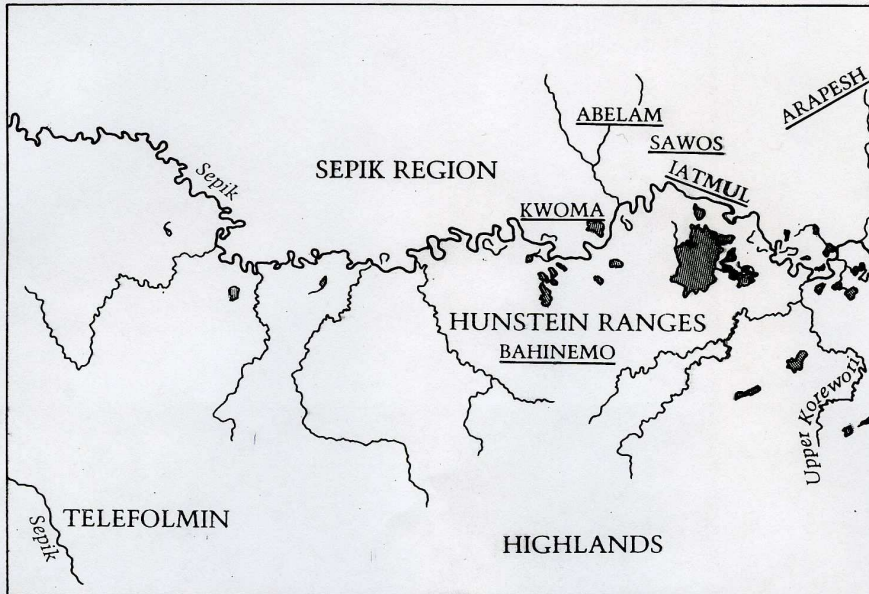 ARAPESH
ABELAM
SAWOS
SEPIK REGION
Sepik
IATMUL
KWOMA
HUNSTEIN RANGES
BAHINEMO
Upper Korewori
TELEFOLMIN
Sepik
HIGHLANDS